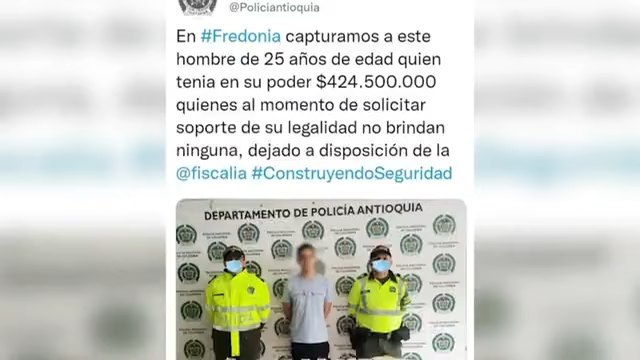 @Policiantioquia
En #Fredonia capturamos a este
hombre de 25 años de edad quien
tenia en su poder $424.500.000
quienes al momento de solicitar
soporte de su legalidad no brindan
ninguna, dejado a disposición de la
@fiscalia #ConstruyendoSeguridad
DEPARTAMENTO DE POLICÍA ANTIOQUIA